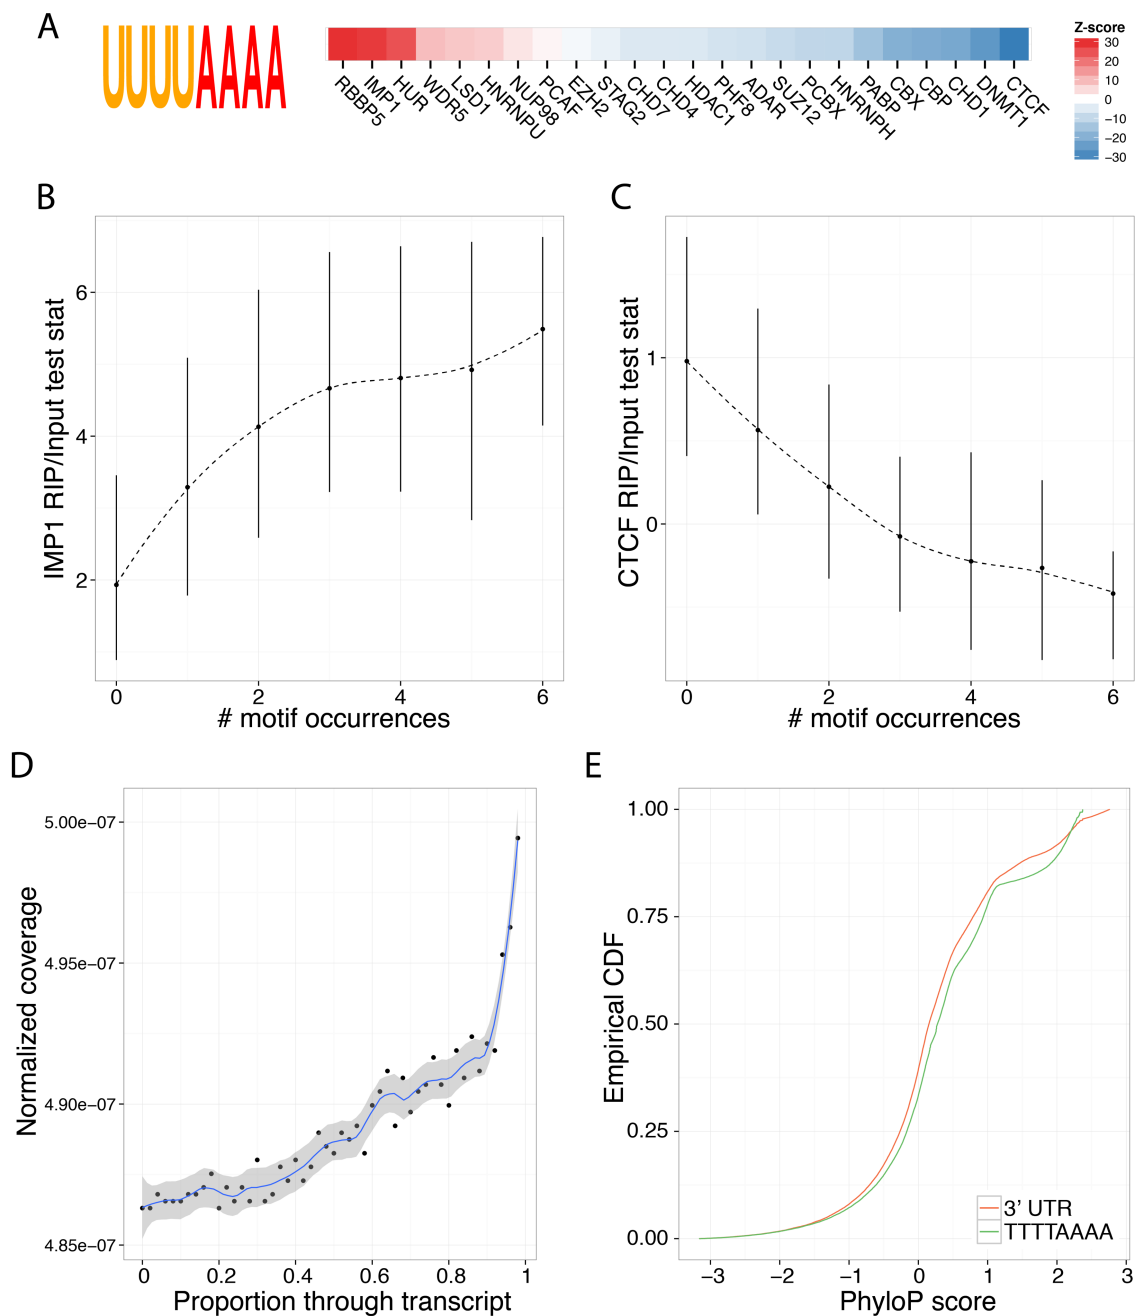 A
UUUUAAAA
RBBP5
IMP1
HUR
WDR5
LSD1
HNRNPU
NUP98
PCAF
EZH2
STAG2
CHD7
CHD4
HDAC1
PHF8
ADAR
SUZ12
PCBX
HNRNPH
PABP
CBX
CBP
CHD1
DNMT1
CTCF
Z-score
30
20
10
0
−10
−20
−30
B
IMP1 RIP/Input test stat
6
4
2
0 2 4 6
# motif occurrences
C
CTCF RIP/Input test stat
1
0
0 2 4 6
# motif occurrences
D
Normalized coverage
5.00e−07
4.95e−07
4.90e−07
4.85e−07
0 0.2 0.4 0.6 0.8 1
Proportion through transcript
E
Empirical CDF
1.00
0.75
0.50
0.25
0.00
3' UTR
TTTTAAAA
−3 −2 −1 0 1 2 3
PhyloP score